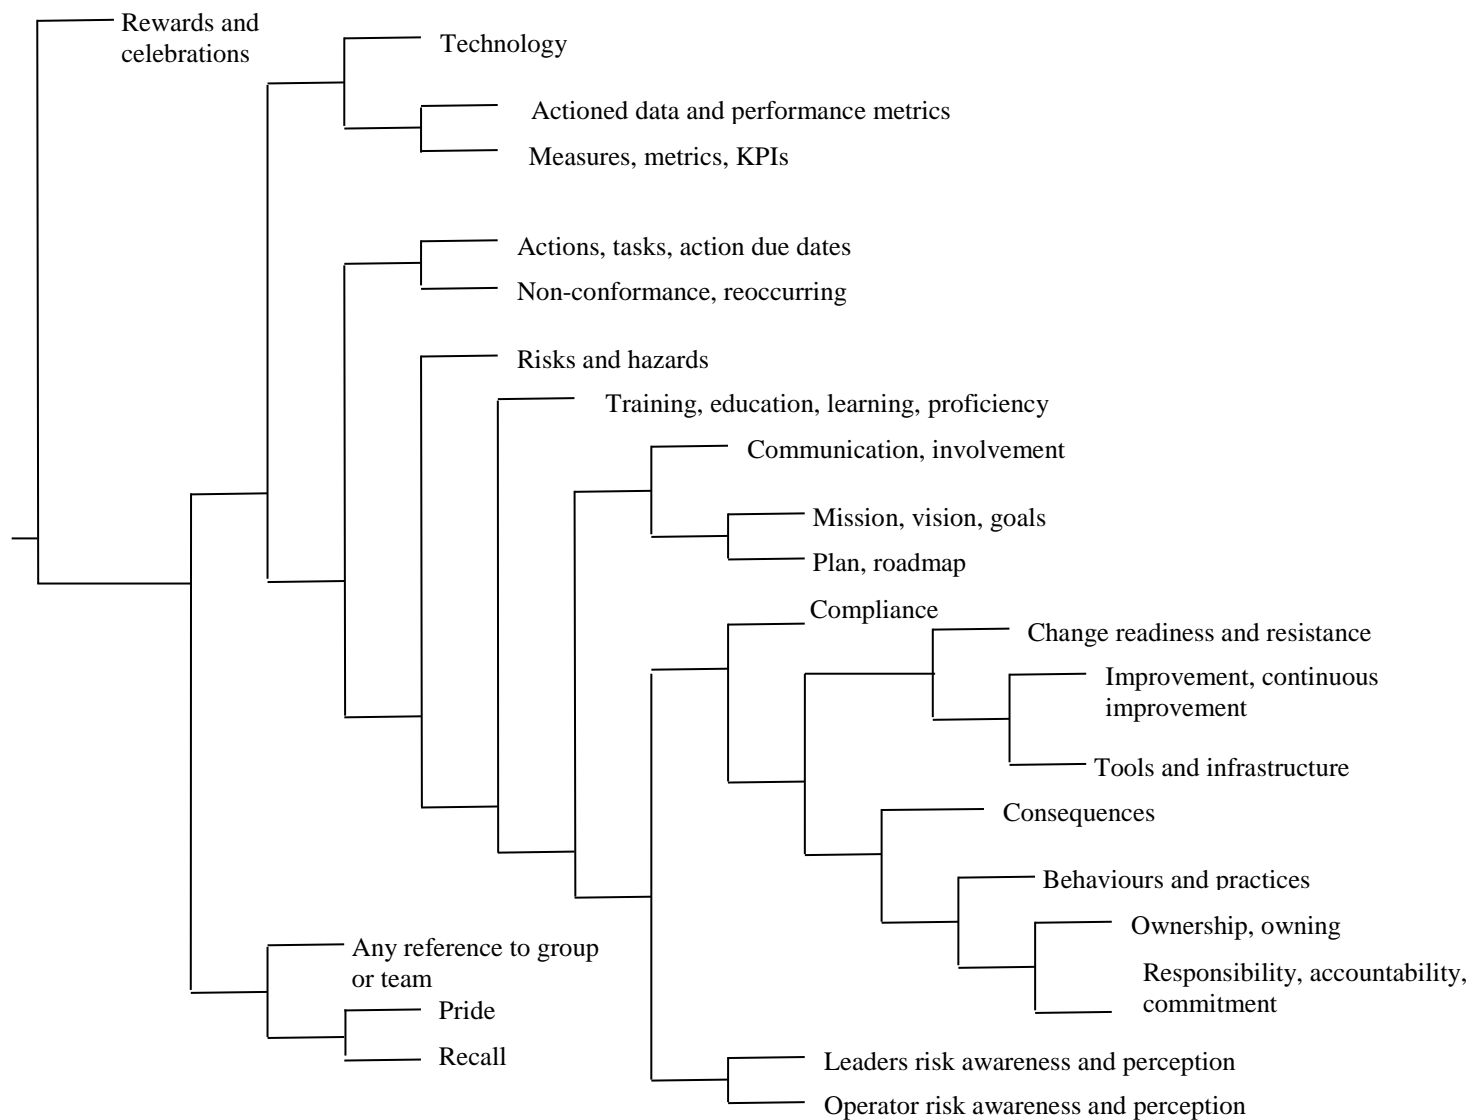 Rewards and
celebrations
Technology
Actioned data and performance metrics
Measures, metrics, KPIs
Actions, tasks, action due dates
Non-conformance, reoccurring
Risks and hazards
Training, education, learning, proficiency
Communication, involvement
Mission, vision, goals
Plan, roadmap
Compliance
Change readiness and resistance
Improvement, continuous
improvement
Tools and infrastructure
Consequences
Behaviours and practices
Ownership, owning
Responsibility, accountability,
commitment
Any reference to group
or team
Pride
Recall
Leaders risk awareness and perception
Operator risk awareness and perception